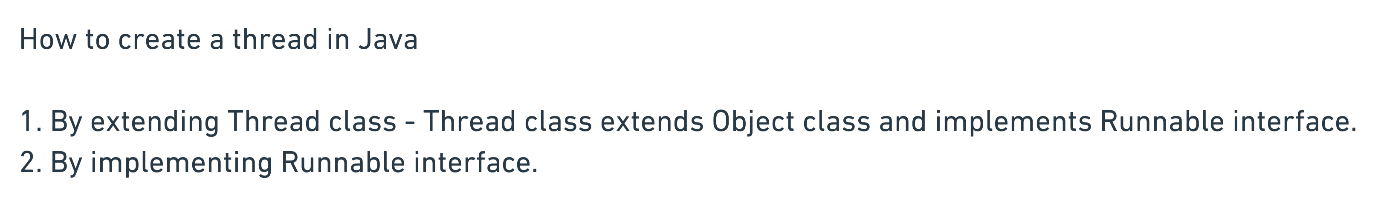 How to create a thread in Java
1. By extending Thread class - Thread class extends Object class and implements Runnable interface.
2. By implementing Runnable interface.